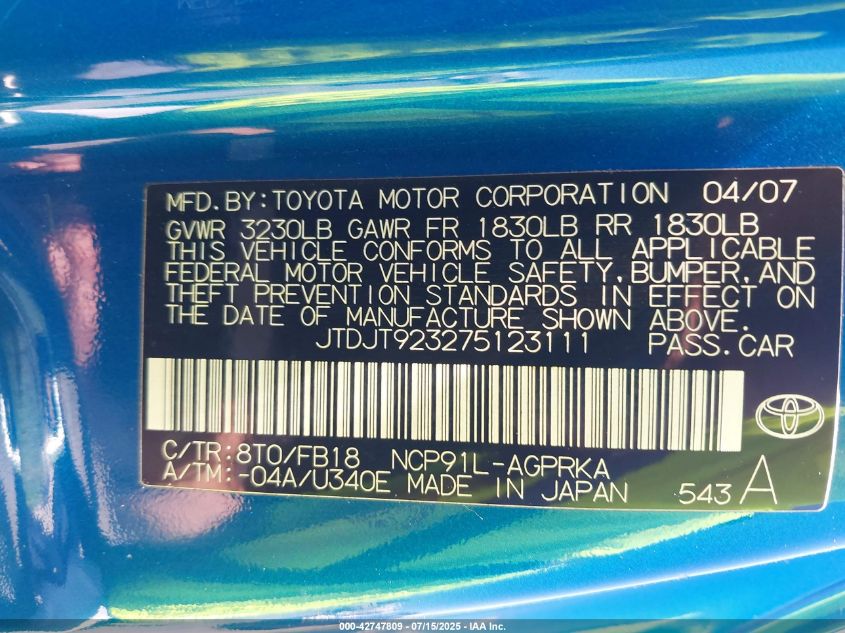 MFD. BY: TOYOTA MOTOR CORPORATION 04/07
GVWR 3230LB GAWR FR 1830LB RR 1830LB
THIS VEHICLE CONFORMS TO ALL APPLICABLE
FEDERAL MOTOR VEHICLE SAFETY, BUMPER, AND
THEFT PREVENTION STANDARDS IN EFFECT ON
THE DATE OF MANUFACTURE SHOWN ABOVE.
JTDJT923275123111 PASS. CAR
C/TR: 8T0/FB18 NCP91L-AGPRKA
A/TM: -04A/U340E MADE IN JAPAN 543 A
000-42747809 - 07/15/2025 - IAA Inc.